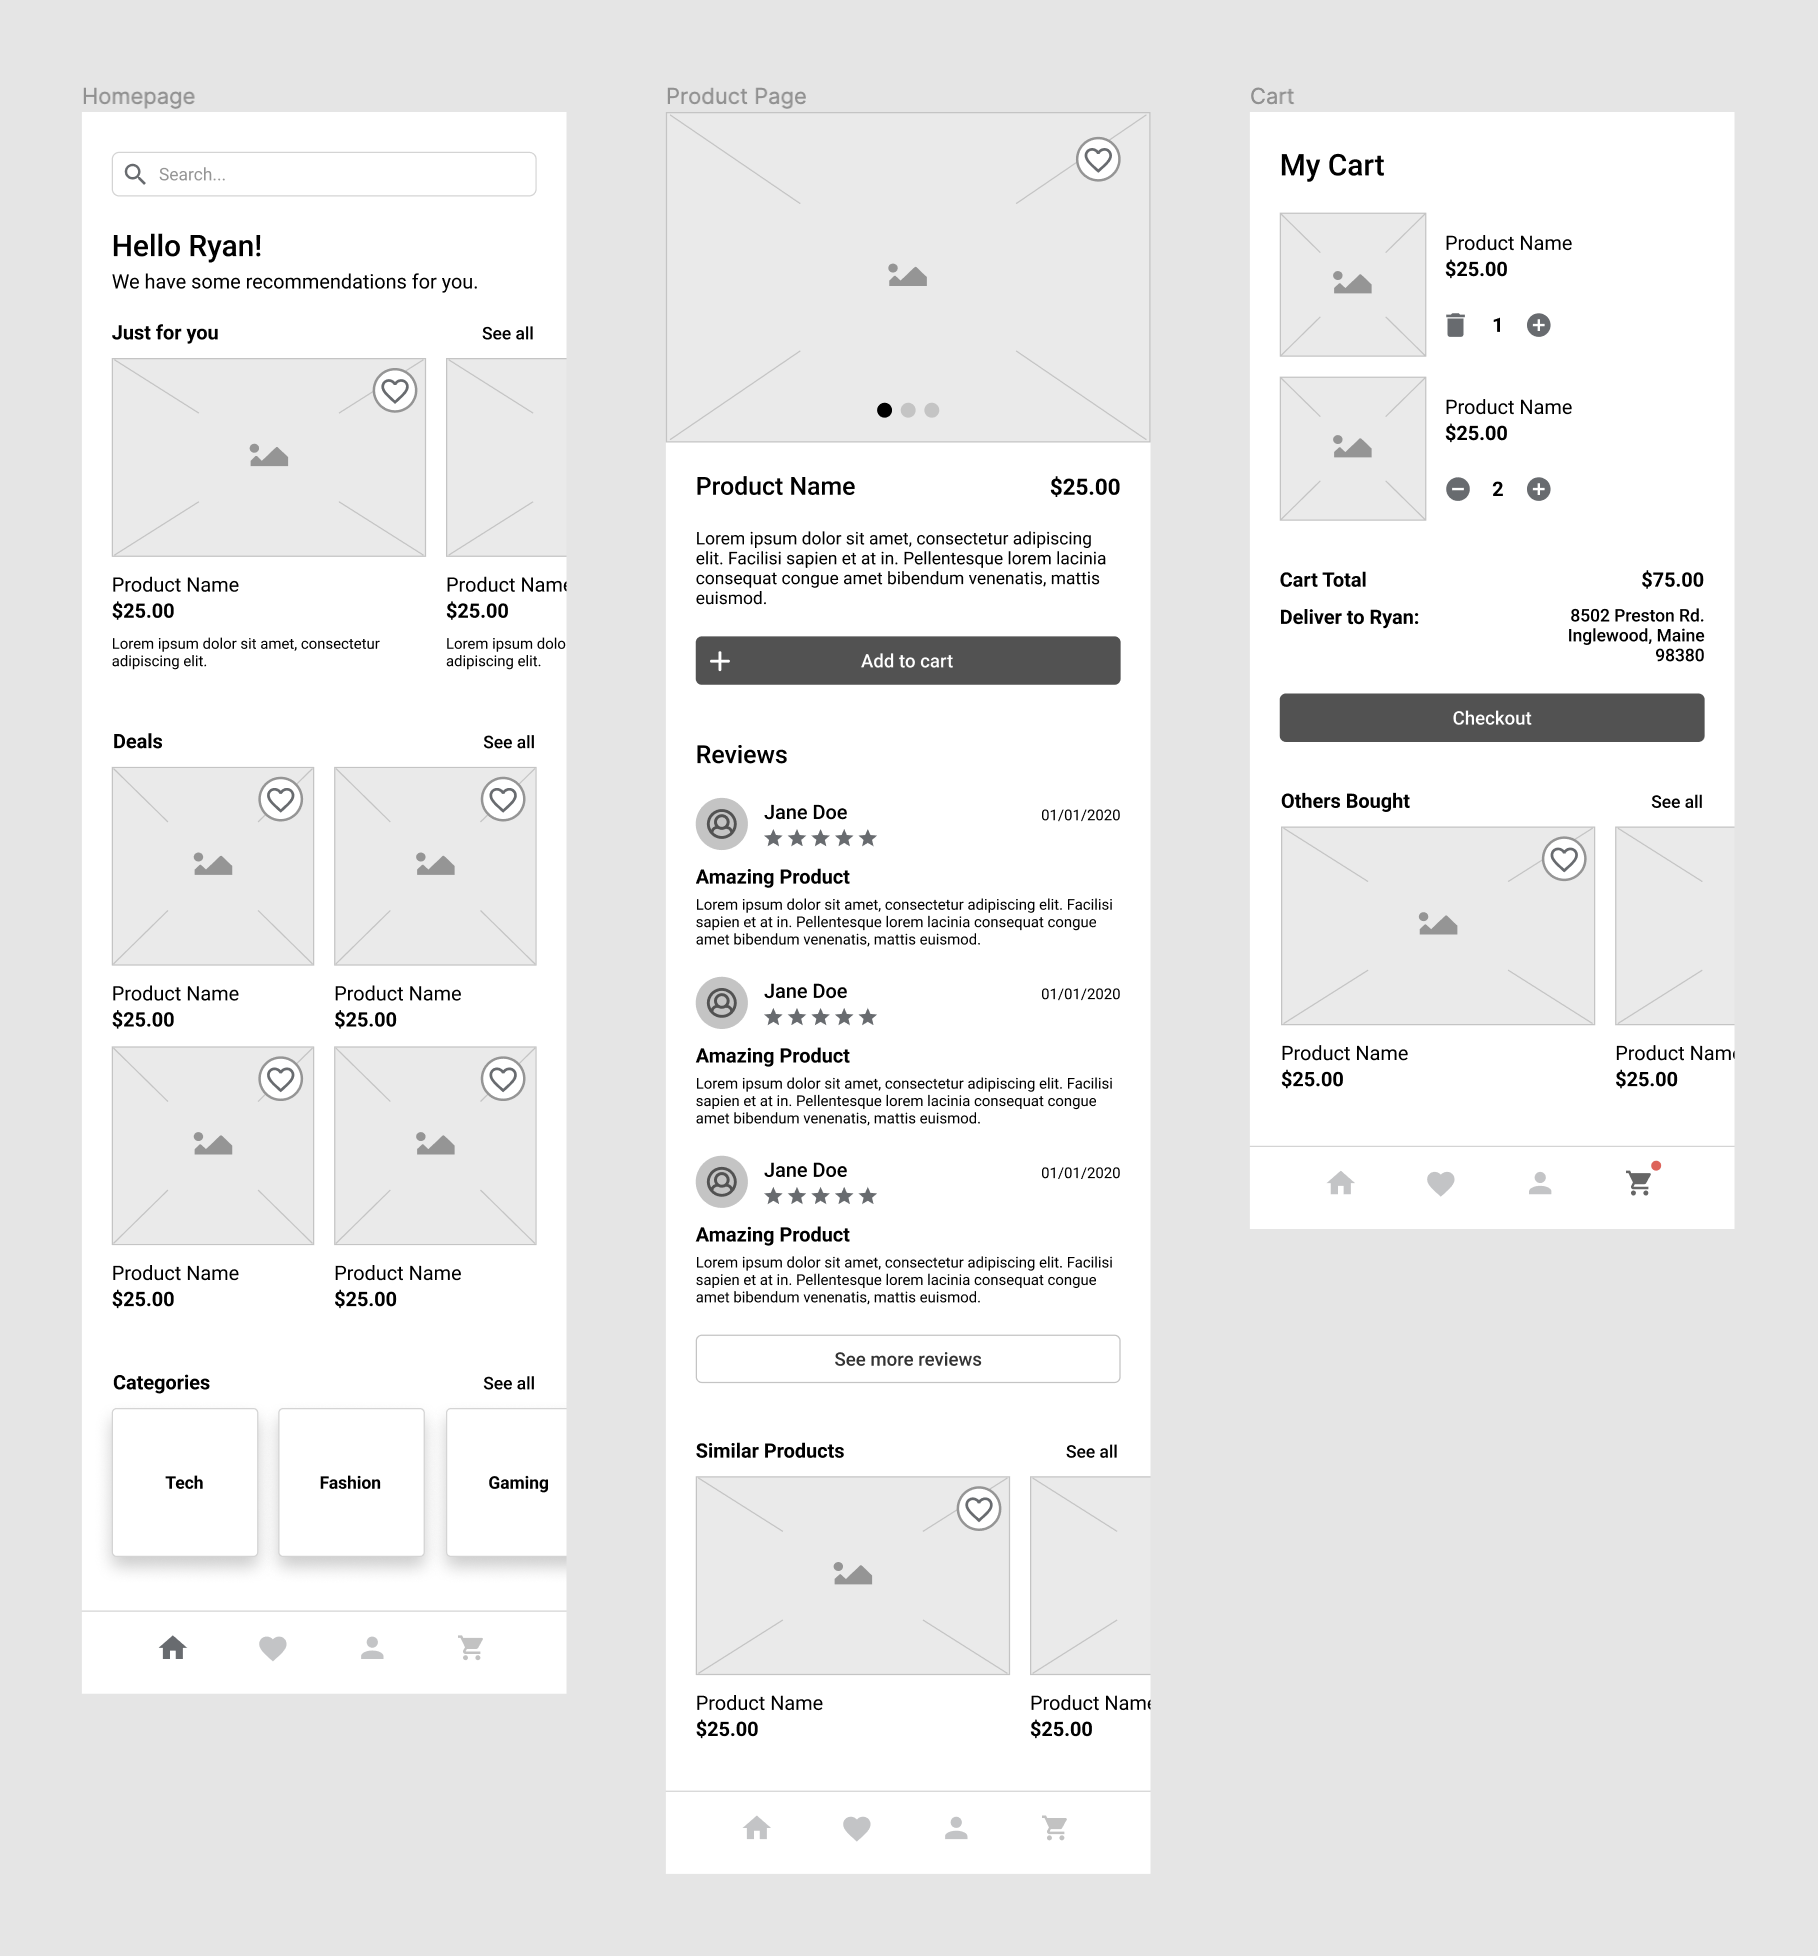 Homepage
Search...
Hello Ryan!
We have some recommendations for you.
Just for you
See all
Product Name
$25.00
Lorem ipsum dolor sit amet, consectetur
adipiscing elit.
Product Name
$25.00
Lorem ipsum dolo
adipiscing elit.
Deals
See all
Product Name
$25.00
Product Name
$25.00
Product Name
$25.00
Product Name
$25.00
Categories
See all
Tech
Fashion
Gaming
Product Page
Product Name
$25.00
Lorem ipsum dolor sit amet, consectetur adipiscing
elit. Facilisi sapien et at in. Pellentesque lorem lacinia
consequat congue amet bibendum venenatis, mattis
euismod.
Add to cart
Reviews
Jane Doe
01/01/2020
Amazing Product
Lorem ipsum dolor sit amet, consectetur adipiscing elit. Facilisi
sapien et at in. Pellentesque lorem lacinia consequat congue
amet bibendum venenatis, mattis euismod.
Jane Doe
01/01/2020
Amazing Product
Lorem ipsum dolor sit amet, consectetur adipiscing elit. Facilisi
sapien et at in. Pellentesque lorem lacinia consequat congue
amet bibendum venenatis, mattis euismod.
Jane Doe
01/01/2020
Amazing Product
Lorem ipsum dolor sit amet, consectetur adipiscing elit. Facilisi
sapien et at in. Pellentesque lorem lacinia consequat congue
amet bibendum venenatis, mattis euismod.
See more reviews
Similar Products
See all
Product Name
$25.00
Product Name
$25.00
Cart
My Cart
Product Name
$25.00
1
Product Name
$25.00
2
Cart Total
$75.00
Deliver to Ryan:
8502 Preston Rd.
Inglewood, Maine
98380
Checkout
Others Bought
See all
Product Name
$25.00
Product Name
$25.00